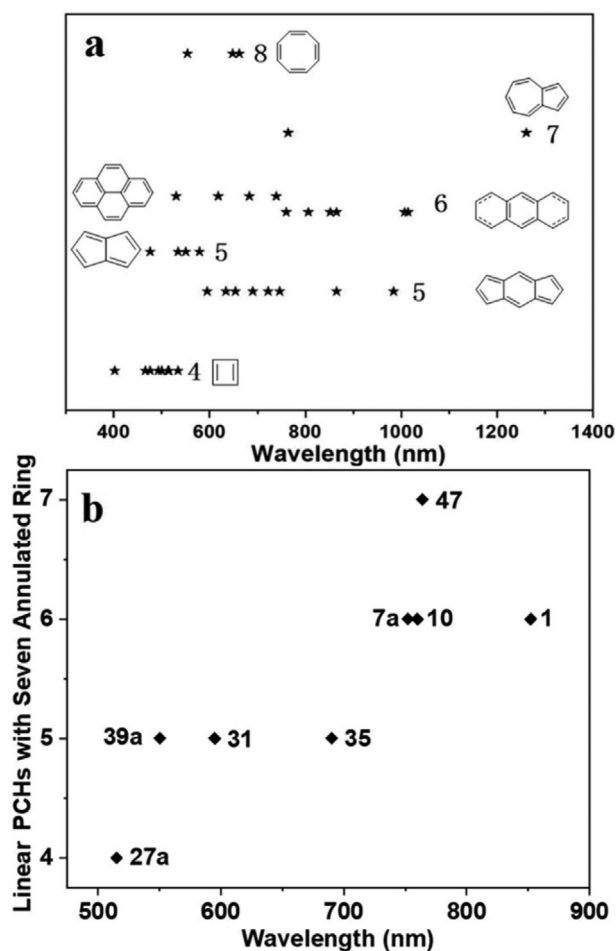 a
8
7
6
5
5
4
400 600 800 1000 1200 1400
Wavelength (nm)
Linear PCHs with Seven Annulated Ring
b
7
6
5
4
47
7a 10 1
39a 31 35
27a
500 600 700 800 900
Wavelength (nm)